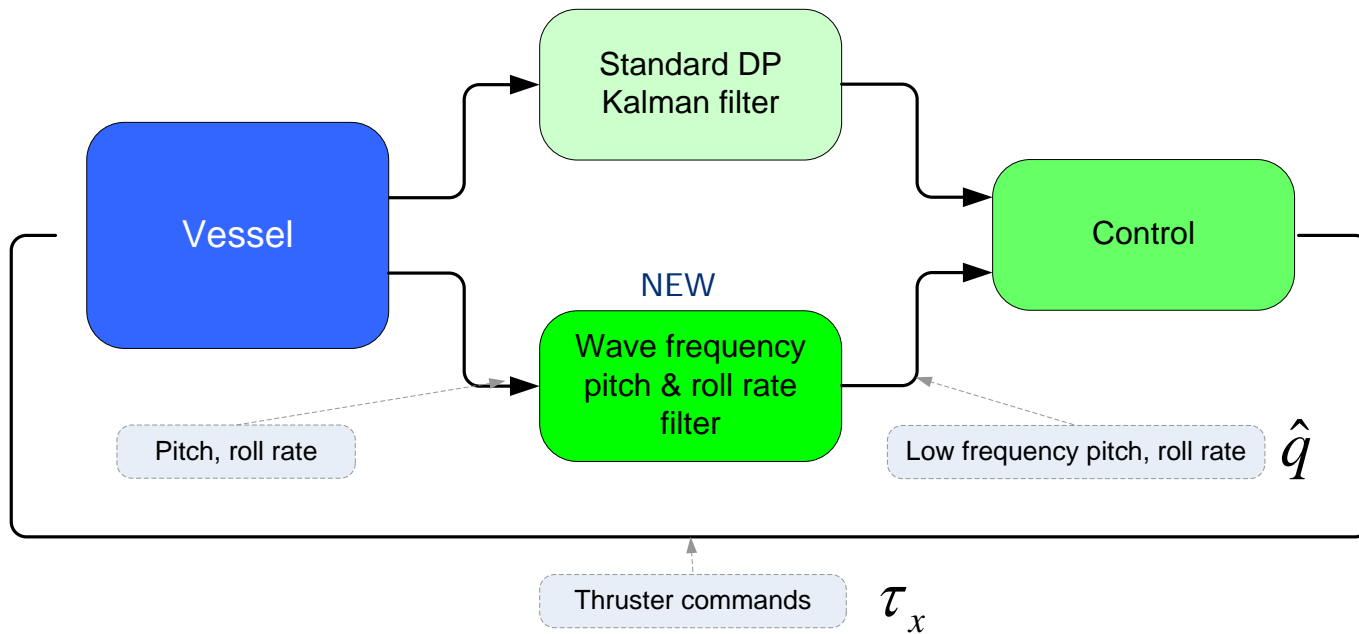 Standard DP
Kalman filter
Vessel
Control
NEW
Wave frequency
pitch & roll rate
filter
Pitch, roll rate
Low frequency pitch, roll rate
q̂
Thruster commands
τₓ